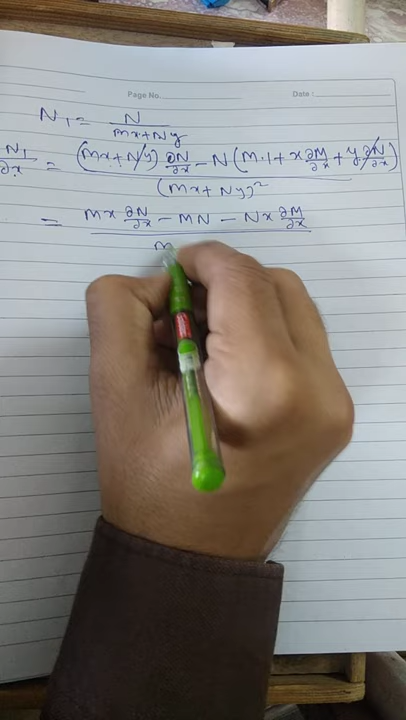 Page No. Date :
N₁ = N / (Mx + Ny)
∂N₁/∂x = ((Mx + Ny) ∂N/∂x − N (M·1 + x ∂M/∂x + y ∂N/∂x)) / (Mx + Ny)²
= (Mx ∂N/∂x − MN − Nx ∂M/∂x) / (M